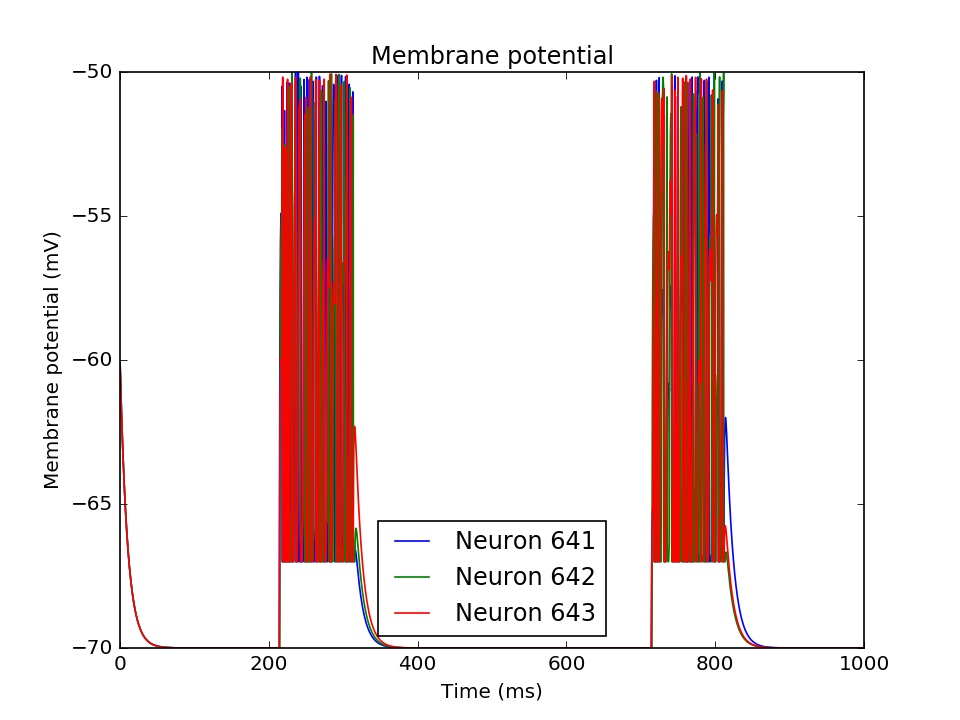 Membrane potential
−50
−55
−60
−65
−70
Membrane potential (mV)
Neuron 641
Neuron 642
Neuron 643
0
200
400
600
800
1000
Time (ms)